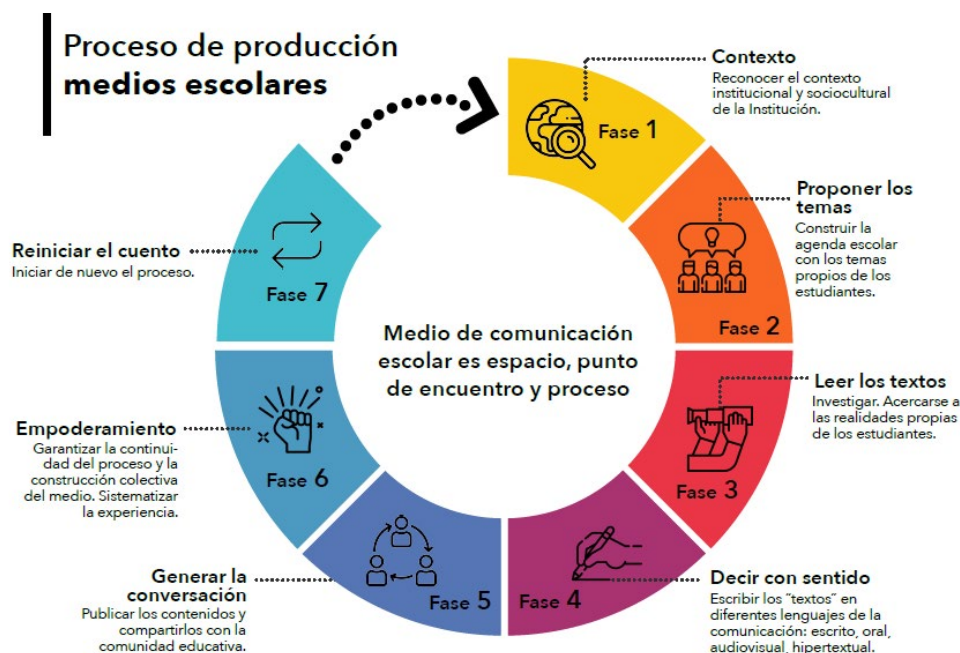 Proceso de producción
medios escolares
Contexto
Reconocer el contexto
institucional y sociocultural
de la Institución.
Fase 1
Proponer los
temas
Construir la
agenda escolar
con los temas
propios de los
estudiantes.
Fase 2
Leer los textos
Investigar. Acercarse a
las realidades propias
de los estudiantes.
Fase 3
Decir con sentido
Escribir los "textos" en
diferentes lenguajes de la
comunicación: escrito, oral,
audiovisual, hipertextual.
Fase 4
Generar la
conversación
Publicar los contenidos y
compartirlos con la
comunidad educativa.
Fase 5
Empoderamiento
Garantizar la continui-
dad del proceso y la
construcción colectiva
del medio. Sistematizar
la experiencia.
Fase 6
Reiniciar el cuento
Iniciar de nuevo el proceso.
Fase 7
Medio de comunicación
escolar es espacio, punto
de encuentro y proceso